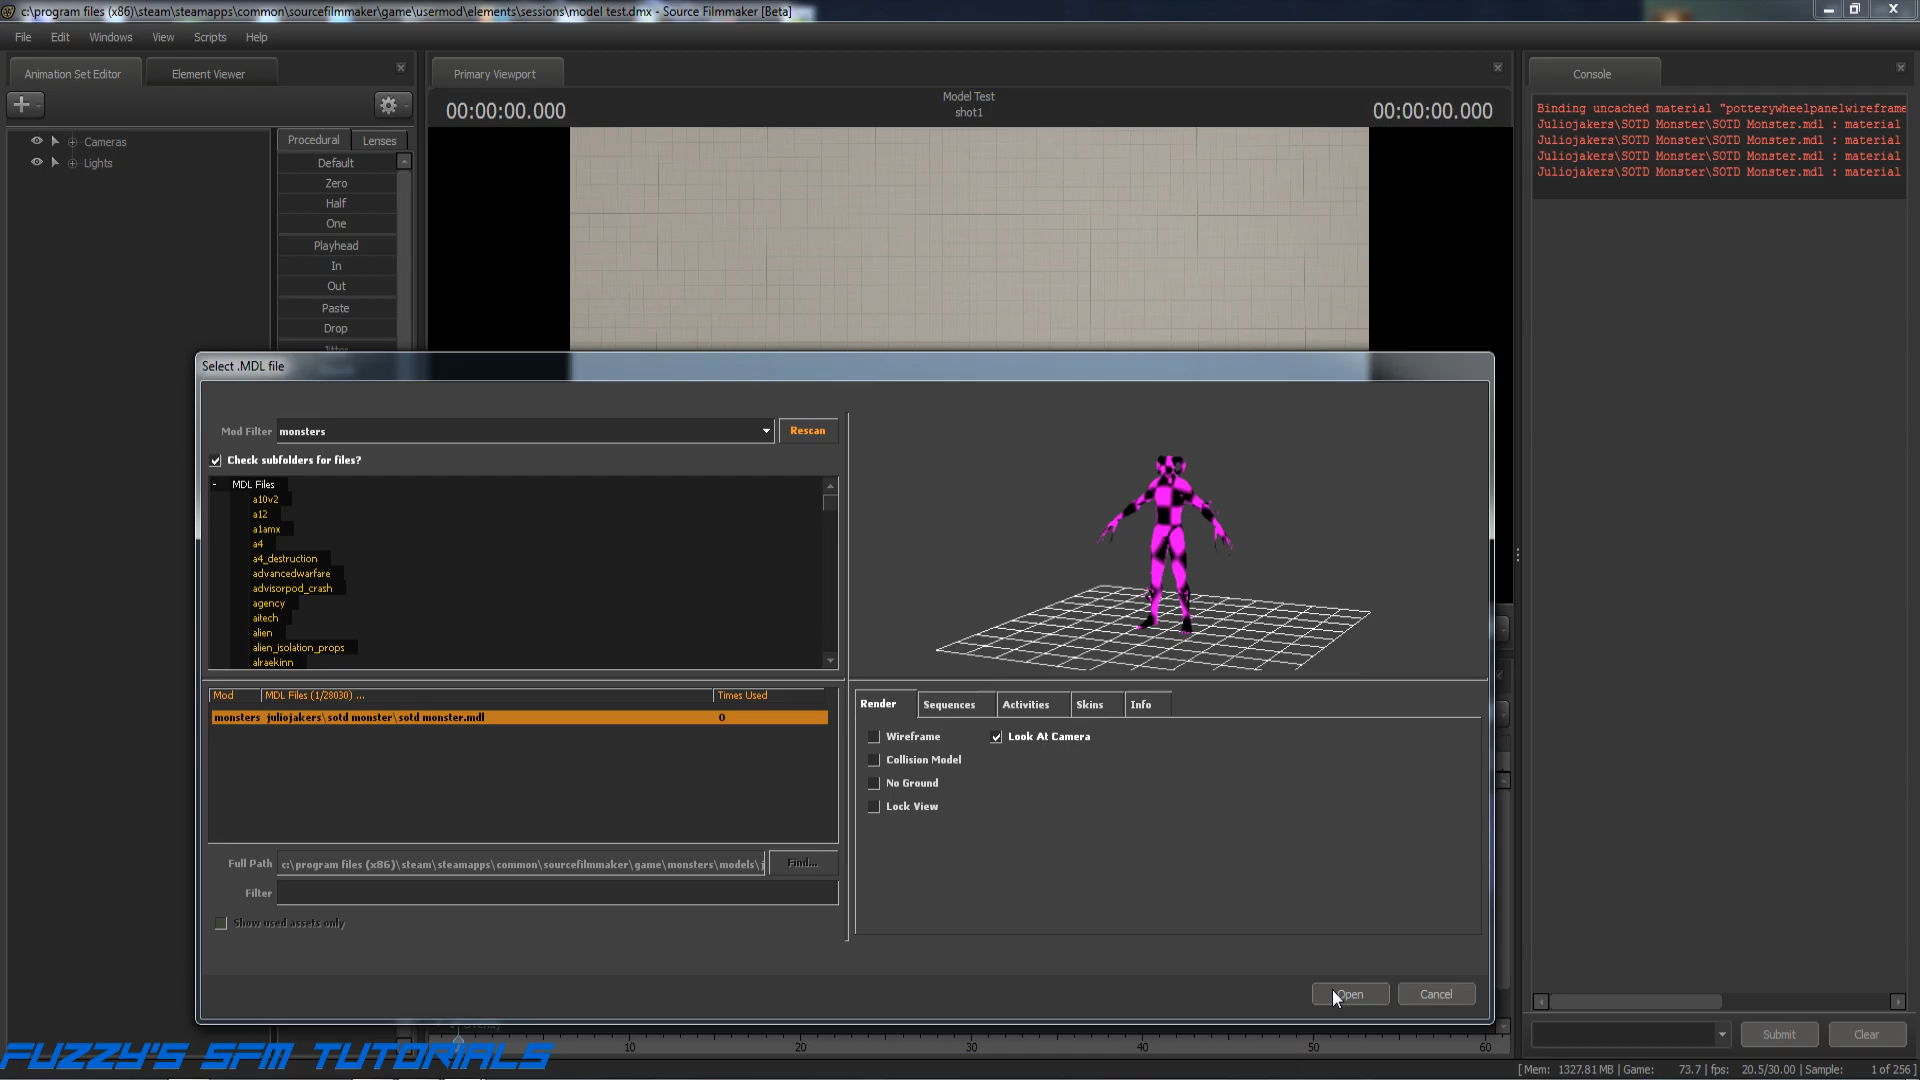 c:\program files (x86)\steam\steamapps\common\sourcefilmmaker\game\usermod\elements\sessions\model test.dmx - Source Filmmaker [Beta]
File Edit Windows View Scripts Help
Animation Set Editor Element Viewer
Primary Viewport
Console
00:00:00.000
Model Test
shot1
00:00:00.000
Cameras
Lights
Procedural Lenses
Default
Zero
Half
One
Playhead
In
Out
Paste
Drop
Jitter
Binding uncached material "potterywheelpanelwireframe
Juliojakers\SOTD Monster\SOTD Monster.mdl : material
Juliojakers\SOTD Monster\SOTD Monster.mdl : material
Juliojakers\SOTD Monster\SOTD Monster.mdl : material
Juliojakers\SOTD Monster\SOTD Monster.mdl : material
Select .MDL file
Mod Filter monsters Rescan
Check subfolders for files?
- MDL Files
a10v2
a12
a1amx
a4
a4_destruction
advancedwarfare
advisorpod_crash
agency
aitech
alien
alien_isolation_props
alraekinn
Mod MDL Files (1/28030) ... Times Used
monsters juliojakers\sotd monster\sotd monster.mdl 0
Full Path c:\program files (x86)\steam\steamapps\common\sourcefilmmaker\game\monsters\models\j Find...
Filter
Show used assets only
Render Sequences Activities Skins Info
Wireframe Look At Camera
Collision Model
No Ground
Lock View
Open Cancel
10 20 30 40 50 60
Submit Clear
FUZZY'S SFM TUTORIALS
[ Mem: 1327.81 MB | Game: 73.7 | fps: 20.5/30.00 | Sample: 1 of 256 ]